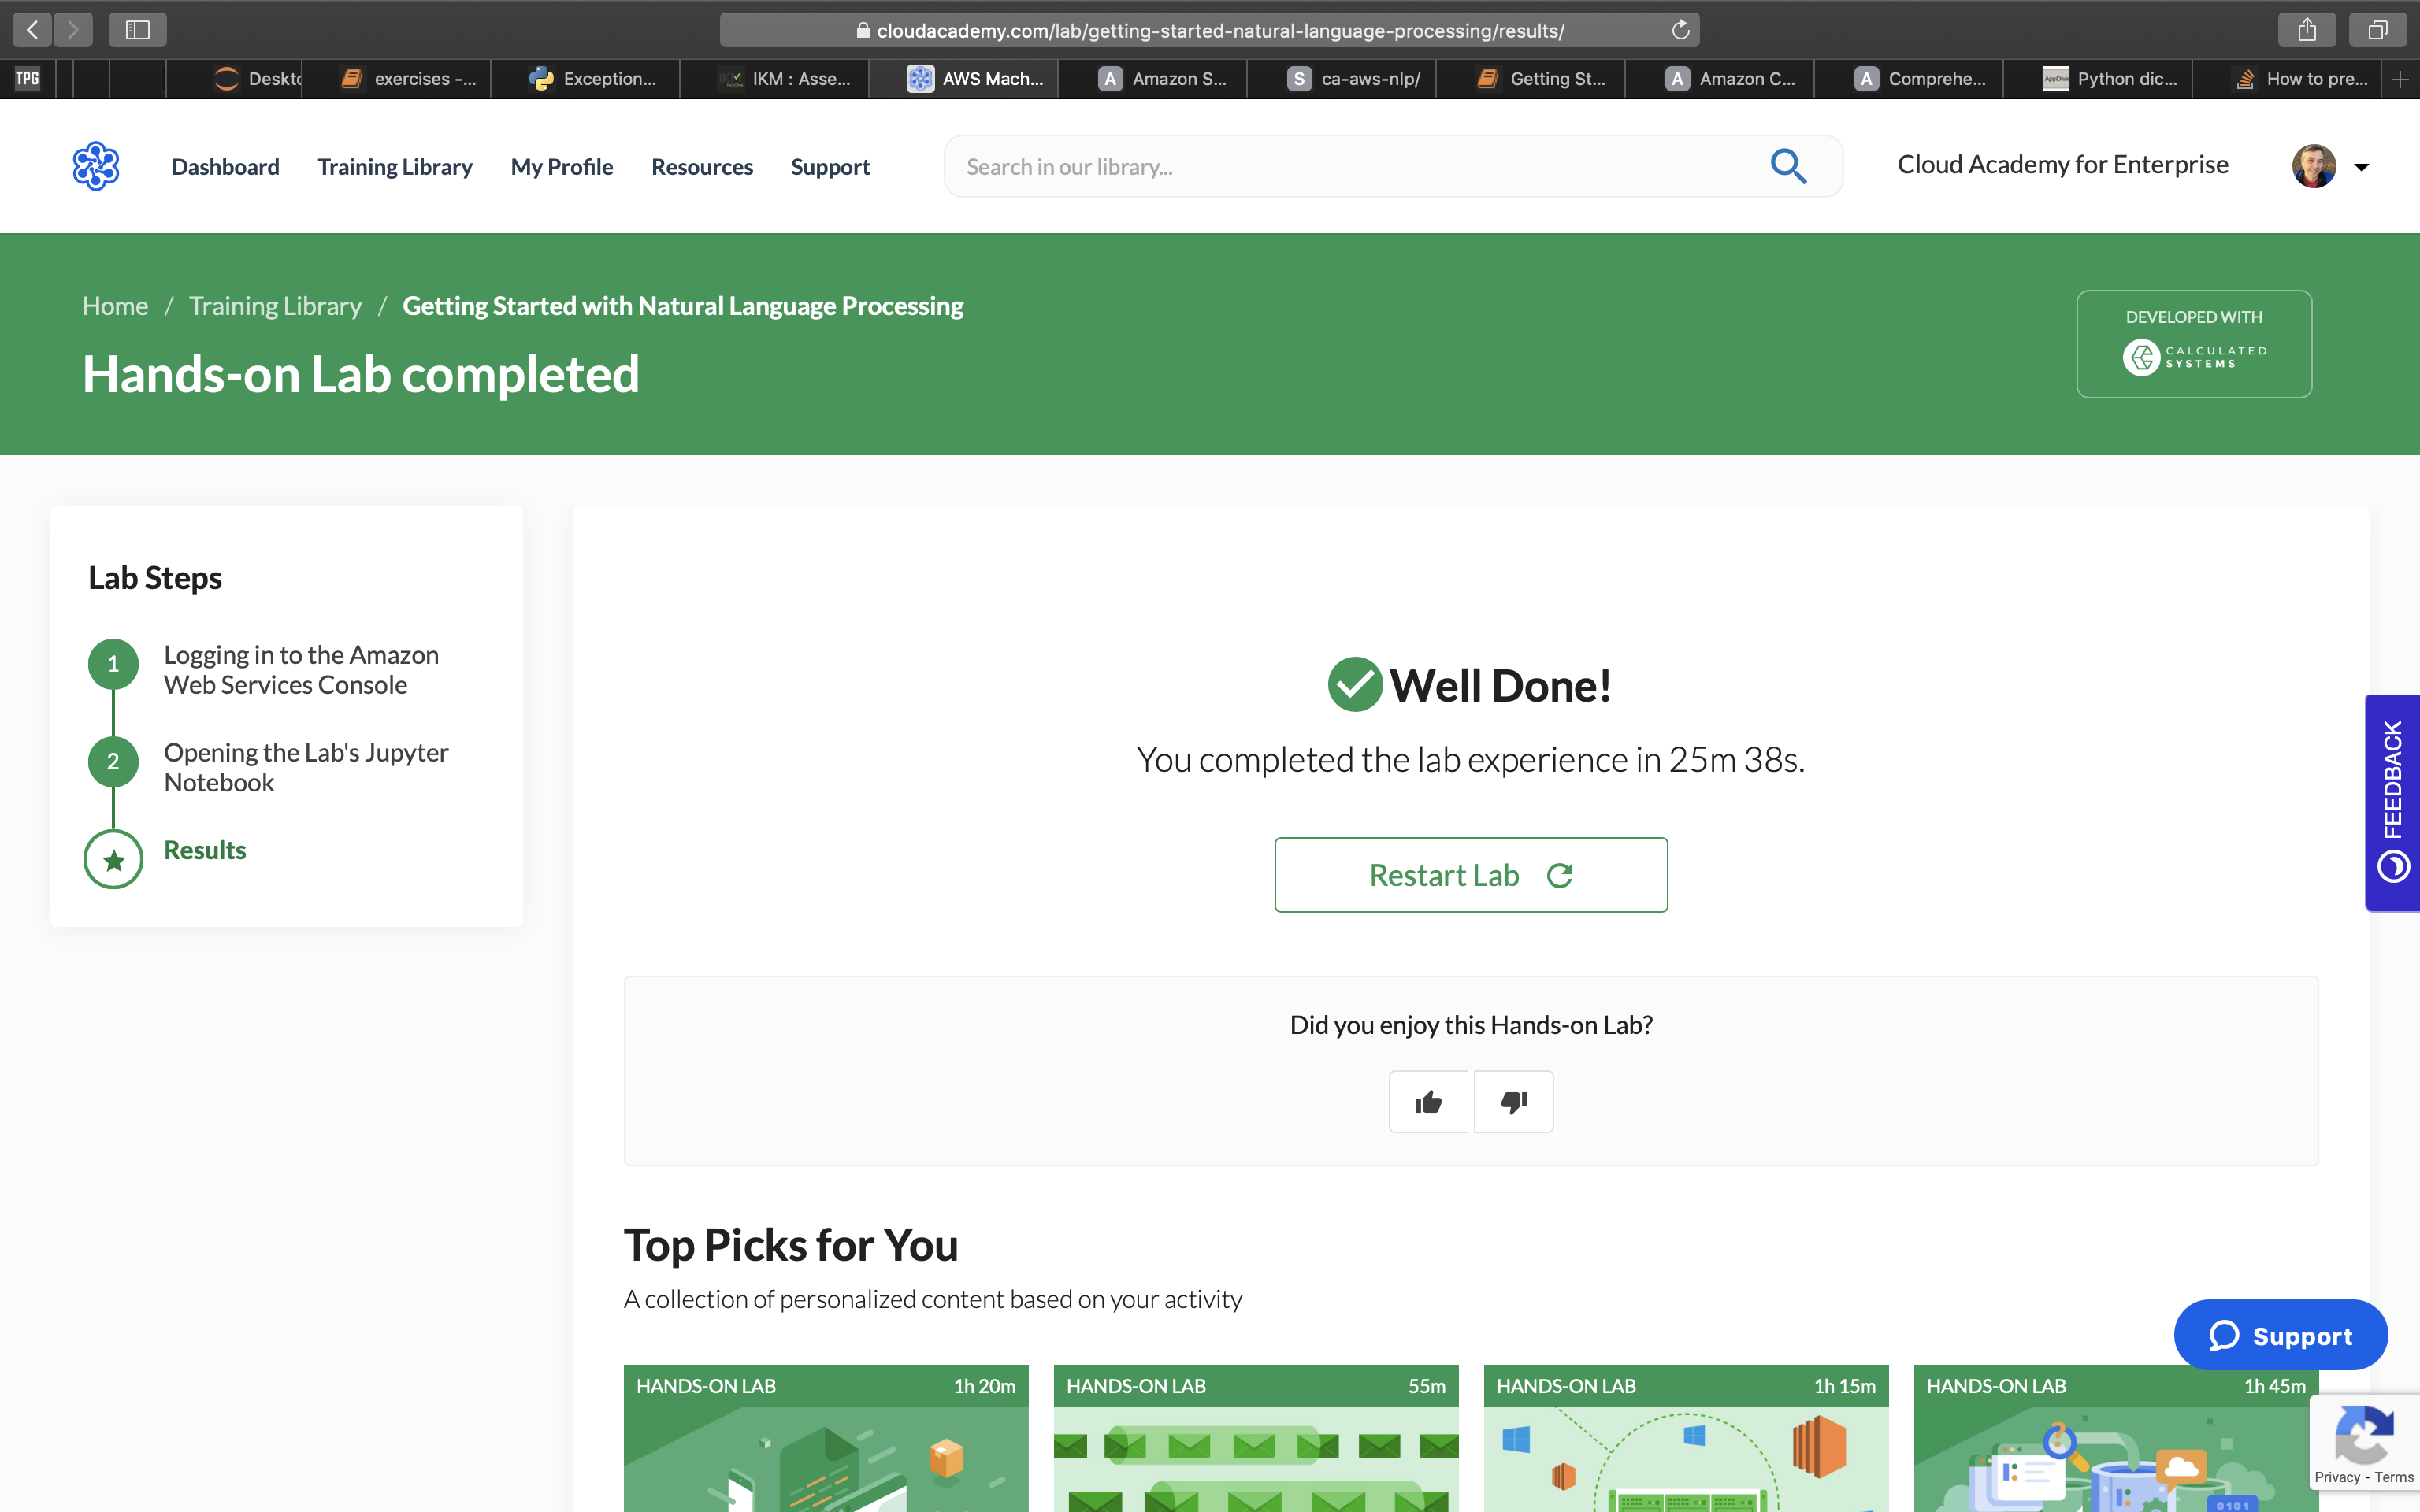 cloudacademy.com/lab/getting-started-natural-language-processing/results/
TPG
Deskto
exercises -...
Exception...
IKM : Asse...
AWS Mach...
A Amazon S...
S ca-aws-nlp/
Getting St...
A Amazon C...
A Comprehe...
Python dic...
How to pre...
Dashboard
Training Library
My Profile
Resources
Support
Search in our library...
Cloud Academy for Enterprise
Home / Training Library / Getting Started with Natural Language Processing
Hands-on Lab completed
DEVELOPED WITH
CALCULATED
SYSTEMS
Lab Steps
1 Logging in to the Amazon
Web Services Console
2 Opening the Lab's Jupyter
Notebook
Results
Well Done!
You completed the lab experience in 25m 38s.
Restart Lab
Did you enjoy this Hands-on Lab?
FEEDBACK
Top Picks for You
A collection of personalized content based on your activity
Support
HANDS-ON LAB 1h 20m
HANDS-ON LAB 55m
HANDS-ON LAB 1h 15m
HANDS-ON LAB 1h 45m
0101
Privacy - Terms